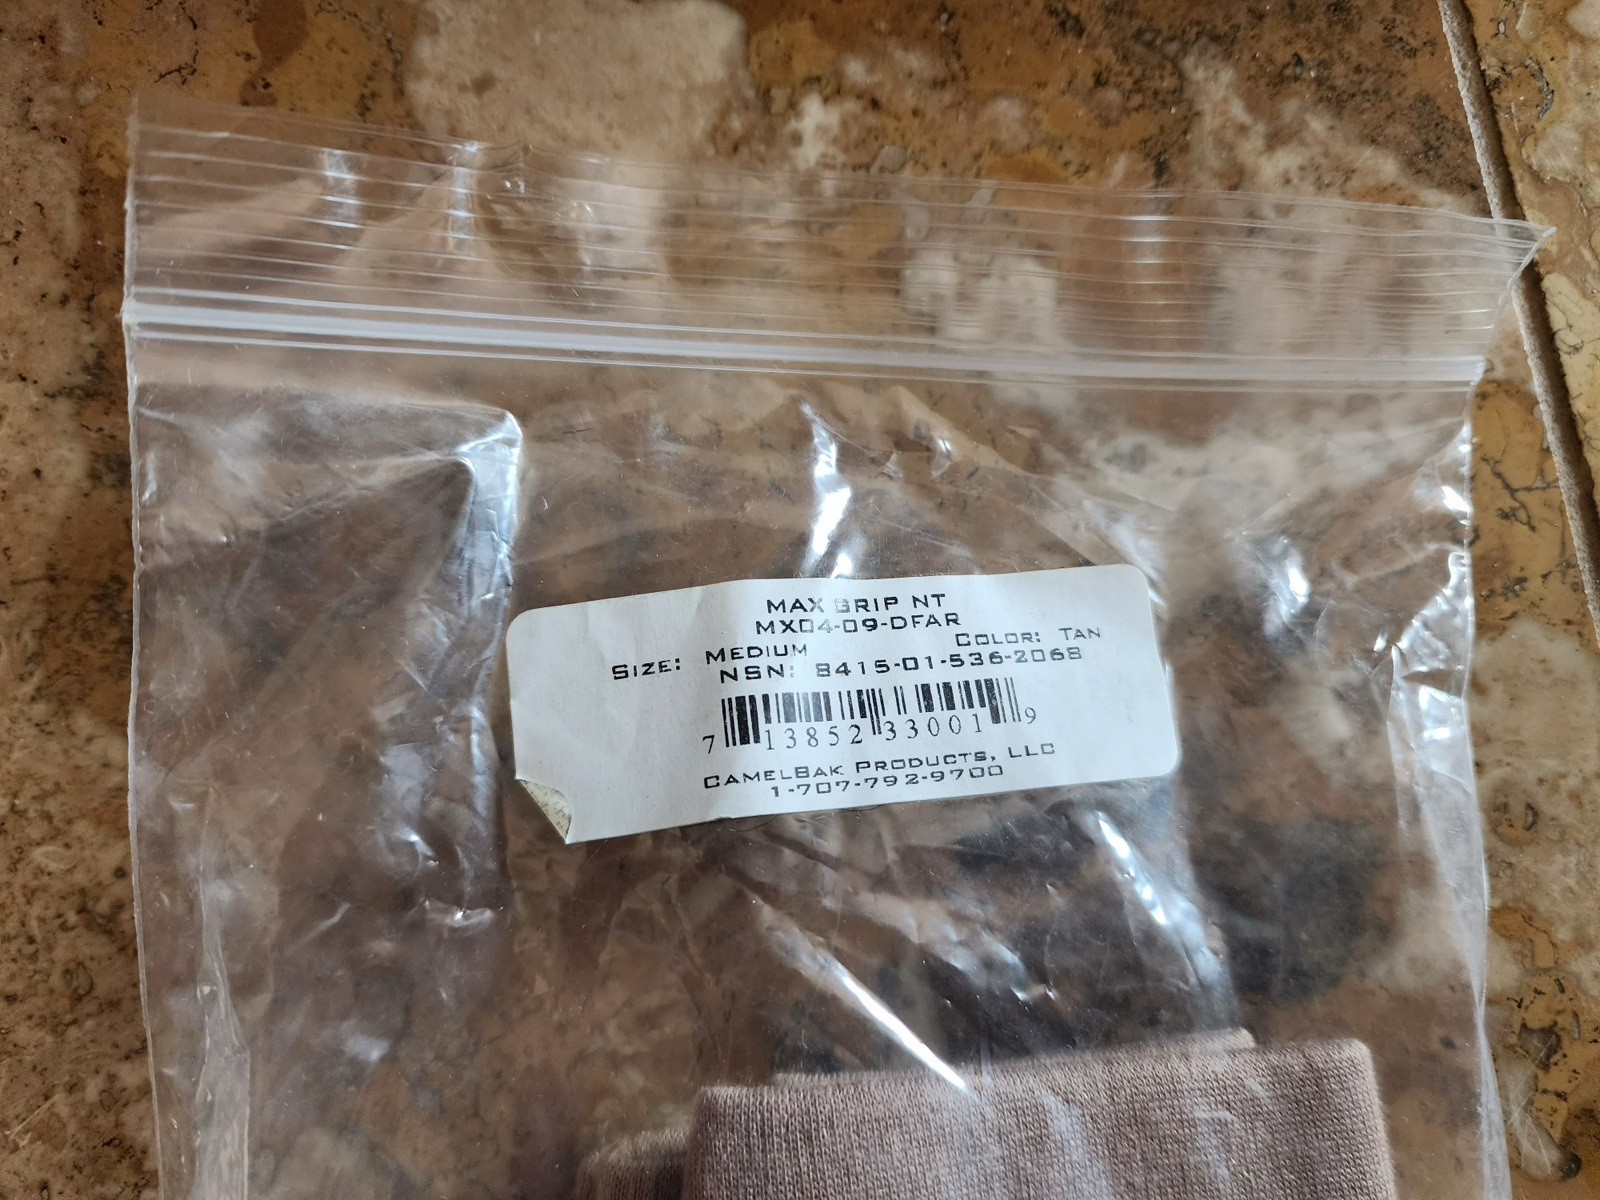 MAX GRIP NT
MX04-09-DFAR
SIZE: MEDIUM COLOR: TAN
NSN: 8415-01-536-2068
7 13852 33001 9
CAMELBAK PRODUCTS, LLC
1-707-792-9700